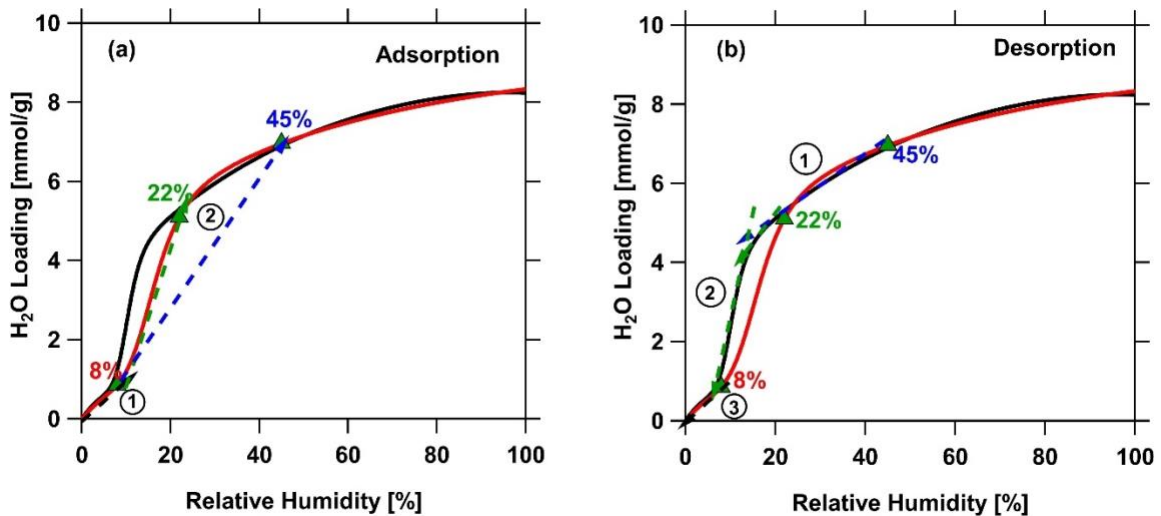 (a)
Adsorption
H₂O Loading [mmol/g]
10
8
6
4
2
0
45%
22%
2
8%
1
0 20 40 60 80 100
Relative Humidity [%]
(b)
Desorption
H₂O Loading [mmol/g]
10
8
6
4
2
0
1
45%
22%
2
8%
3
0 20 40 60 80 100
Relative Humidity [%]